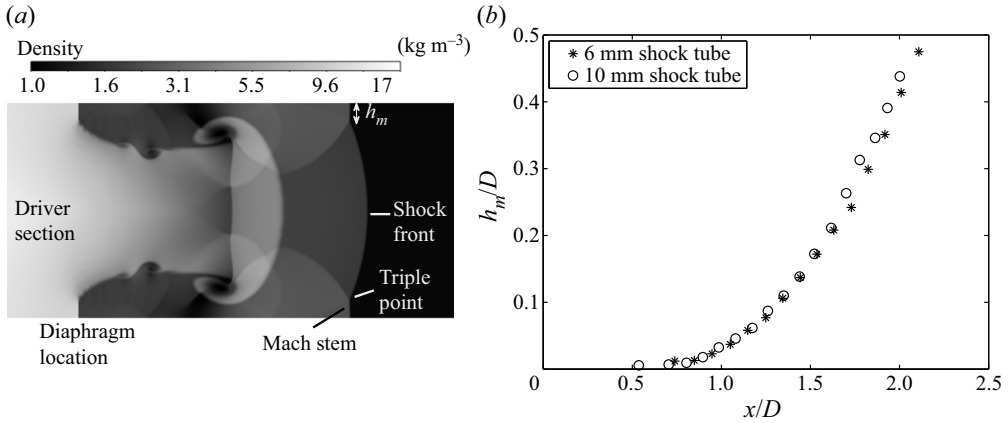 (a)
Density
(kg m⁻³)
1.0 1.6 3.1 5.5 9.6 17
hₘ
Driver
section
Shock
front
Triple
point
Mach stem
Diaphragm
location
(b)
0.5
0.4
0.3
0.2
0.1
hₘ/D
* 6 mm shock tube
○ 10 mm shock tube
0 0.5 1.0 1.5 2.0 2.5
x/D